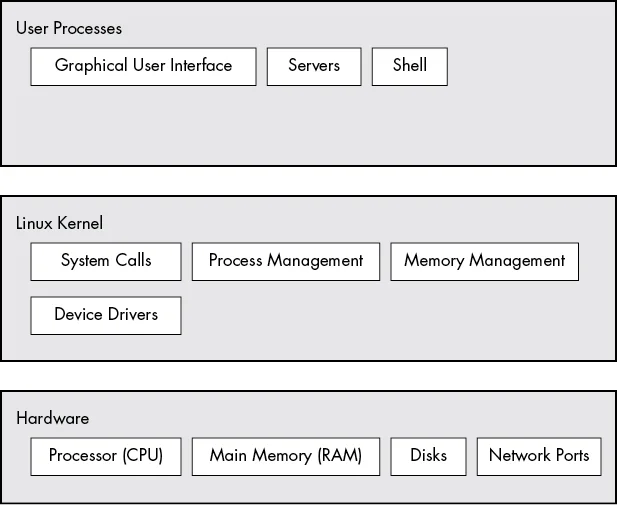 User Processes
Graphical User Interface Servers Shell
Linux Kernel
System Calls Process Management Memory Management
Device Drivers
Hardware
Processor (CPU) Main Memory (RAM) Disks Network Ports